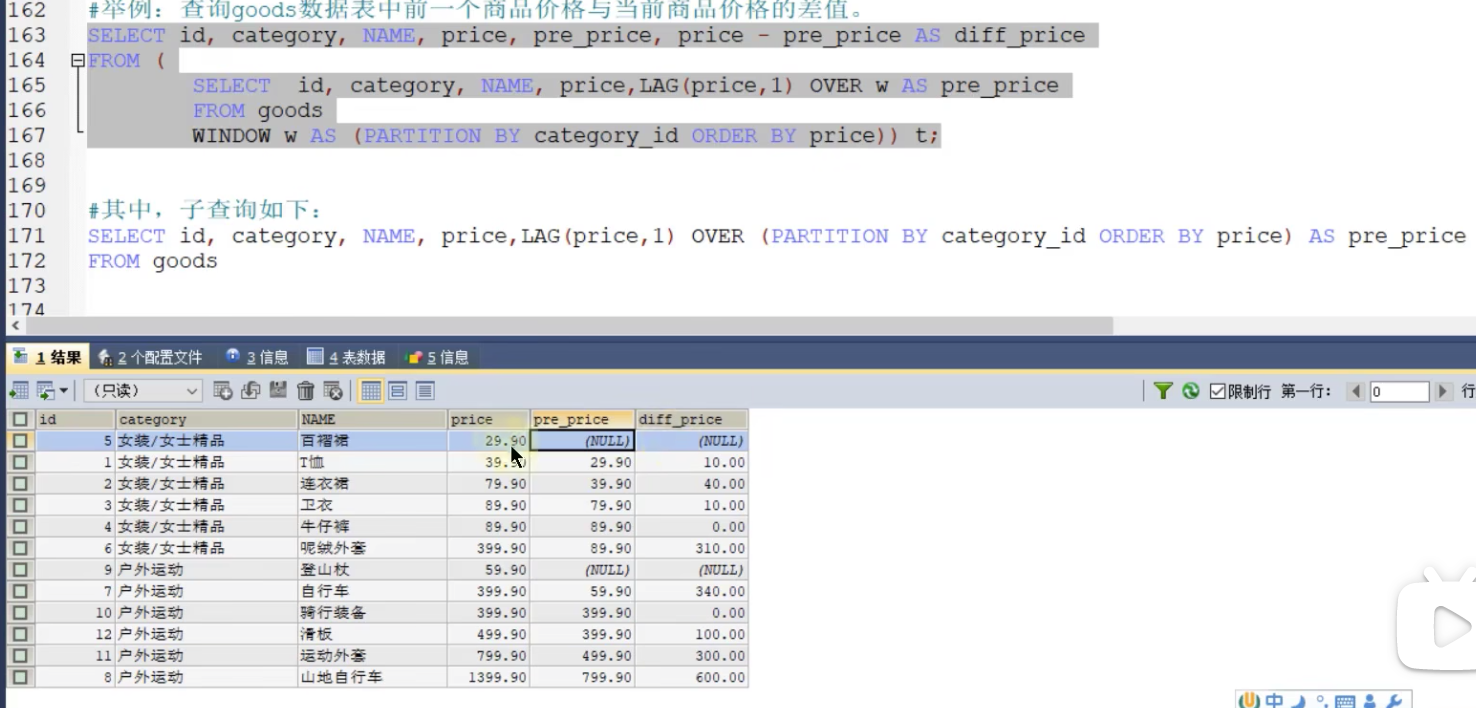 162 #举例：查询goods数据表中前一个商品价格与当前商品价格的差值。
163 SELECT id, category, NAME, price, pre_price, price - pre_price AS diff_price
164 FROM (
165 SELECT id, category, NAME, price,LAG(price,1) OVER w AS pre_price
166 FROM goods
167 WINDOW w AS (PARTITION BY category_id ORDER BY price)) t;
168
169
170 #其中，子查询如下：
171 SELECT id, category, NAME, price,LAG(price,1) OVER (PARTITION BY category_id ORDER BY price) AS pre_price
172 FROM goods
173
174
1 结果 2 个配置文件 3 信息 4 表数据 5 信息
（只读） 限制行 第一行: 0 行
id category NAME price pre_price diff_price
5 女装/女士精品 百褶裙 29.90 (NULL) (NULL)
1 女装/女士精品 T恤 39.90 29.90 10.00
2 女装/女士精品 连衣裙 79.90 39.90 40.00
3 女装/女士精品 卫衣 89.90 79.90 10.00
4 女装/女士精品 牛仔裤 89.90 89.90 0.00
6 女装/女士精品 呢绒外套 399.90 89.90 310.00
9 户外运动 登山杖 59.90 (NULL) (NULL)
7 户外运动 自行车 399.90 59.90 340.00
10 户外运动 骑行装备 399.90 399.90 0.00
12 户外运动 滑板 499.90 399.90 100.00
11 户外运动 运动外套 799.90 499.90 300.00
8 户外运动 山地自行车 1399.90 799.90 600.00
中